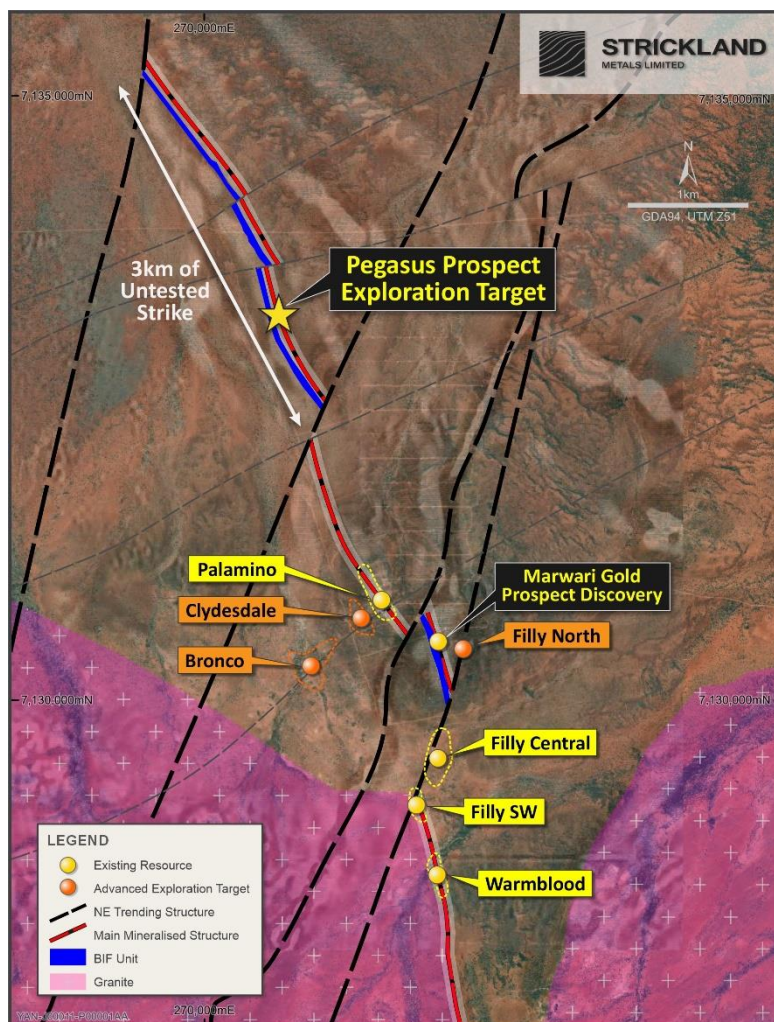 270,000mE
STRICKLAND
METALS LIMITED
7,135,000mN
7,135,000mN
N
1km
GDA94, UTM Z51
3km of
Untested
Strike
Pegasus Prospect
Exploration Target
Palamino
Marwari Gold
Prospect Discovery
Clydesdale
Filly North
Bronco
7,130,000mN
7,130,000mN
Filly Central
Filly SW
Warmblood
LEGEND
Existing Resource
Advanced Exploration Target
NE Trending Structure
Main Mineralised Structure
BIF Unit
Granite
270,000mE